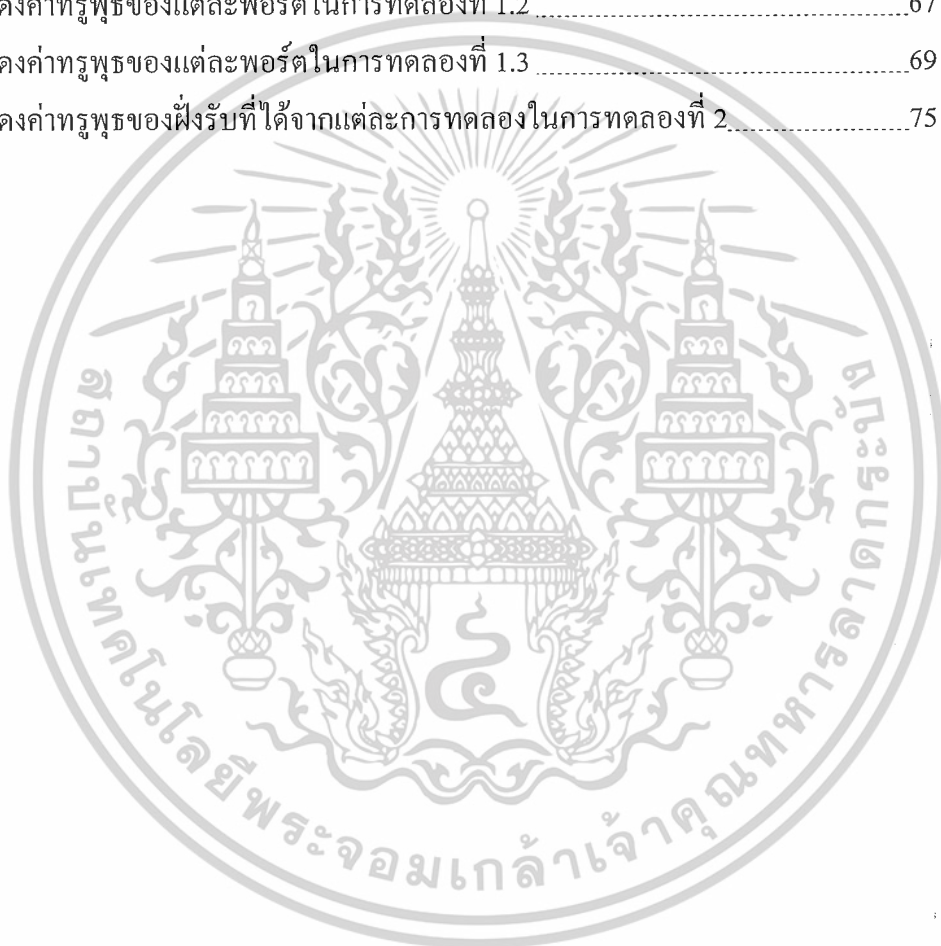 ดงค่าทรูพุธของแต่ละพอร์ตในการทดลองที่ 1.2 67
ดงค่าทรูพุธของแต่ละพอร์ตในการทดลองที่ 1.3 69
ดงค่าทรูพุธของฝั่งรับที่ได้จากแต่ละการทดลองในการทดลองที่ 2 75
สถาบันเทคโนโลยีพระจอมเกล้าเจ้าคุณทหารลาดกระบัง
๔